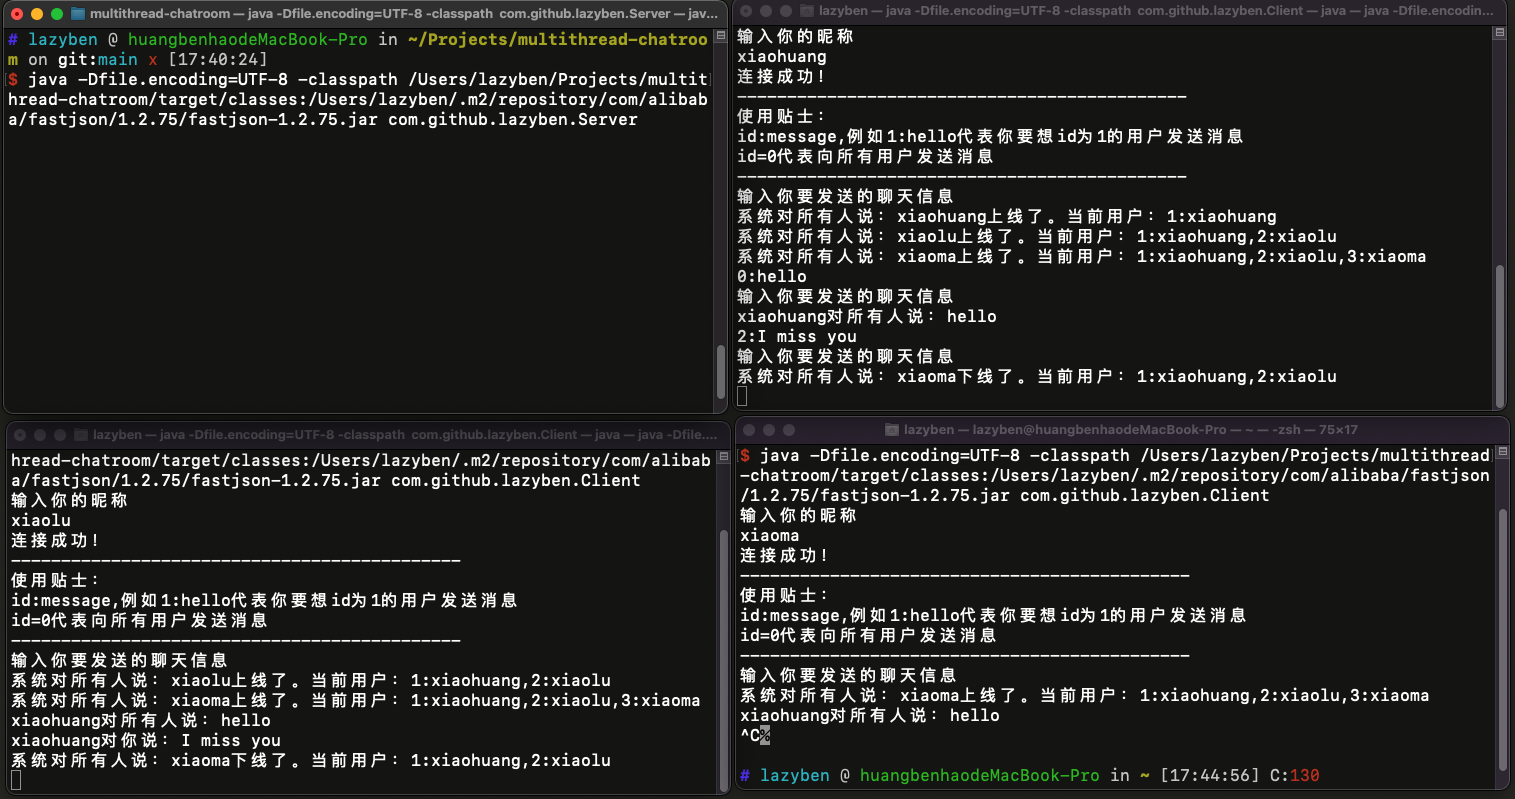 multithread-chatroom — java -Dfile.encoding=UTF-8 -classpath com.github.lazyben.Server — jav...
# lazyben @ huangbenhaodeMacBook-Pro in ~/Projects/multithread-chatroo
m on git:main x [17:40:24]
$ java -Dfile.encoding=UTF-8 -classpath /Users/lazyben/Projects/multit
hread-chatroom/target/classes:/Users/lazyben/.m2/repository/com/alibab
a/fastjson/1.2.75/fastjson-1.2.75.jar com.github.lazyben.Server
lazyben — java -Dfile.encoding=UTF-8 -classpath com.github.lazyben.Client — java — java -Dfile.encodin...
输入你的昵称
xiaohuang
连接成功！
---------------------------------------------
使用贴士：
id:message,例如1:hello代表你要想id为1的用户发送消息
id=0代表向所有用户发送消息
---------------------------------------------
输入你要发送的聊天信息
系统对所有人说：xiaohuang上线了。当前用户：1:xiaohuang
系统对所有人说：xiaolu上线了。当前用户：1:xiaohuang,2:xiaolu
系统对所有人说：xiaoma上线了。当前用户：1:xiaohuang,2:xiaolu,3:xiaoma
0:hello
输入你要发送的聊天信息
xiaohuang对所有人说：hello
2:I miss you
输入你要发送的聊天信息
系统对所有人说：xiaoma下线了。当前用户：1:xiaohuang,2:xiaolu
lazyben — java -Dfile.encoding=UTF-8 -classpath com.github.lazyben.Client — java — java -Dfile....
hread-chatroom/target/classes:/Users/lazyben/.m2/repository/com/alibab
a/fastjson/1.2.75/fastjson-1.2.75.jar com.github.lazyben.Client
输入你的昵称
xiaolu
连接成功！
---------------------------------------------
使用贴士：
id:message,例如1:hello代表你要想id为1的用户发送消息
id=0代表向所有用户发送消息
---------------------------------------------
输入你要发送的聊天信息
系统对所有人说：xiaolu上线了。当前用户：1:xiaohuang,2:xiaolu
系统对所有人说：xiaoma上线了。当前用户：1:xiaohuang,2:xiaolu,3:xiaoma
xiaohuang对所有人说：hello
xiaohuang对你说：I miss you
系统对所有人说：xiaoma下线了。当前用户：1:xiaohuang,2:xiaolu
lazyben — lazyben@huangbenhaodeMacBook-Pro — ~ — -zsh — 75×17
$ java -Dfile.encoding=UTF-8 -classpath /Users/lazyben/Projects/multithread
-chatroom/target/classes:/Users/lazyben/.m2/repository/com/alibaba/fastjson
/1.2.75/fastjson-1.2.75.jar com.github.lazyben.Client
输入你的昵称
xiaoma
连接成功！
---------------------------------------------
使用贴士：
id:message,例如1:hello代表你要想id为1的用户发送消息
id=0代表向所有用户发送消息
---------------------------------------------
输入你要发送的聊天信息
系统对所有人说：xiaoma上线了。当前用户：1:xiaohuang,2:xiaolu,3:xiaoma
xiaohuang对所有人说：hello
^C%
# lazyben @ huangbenhaodeMacBook-Pro in ~ [17:44:56] C:130